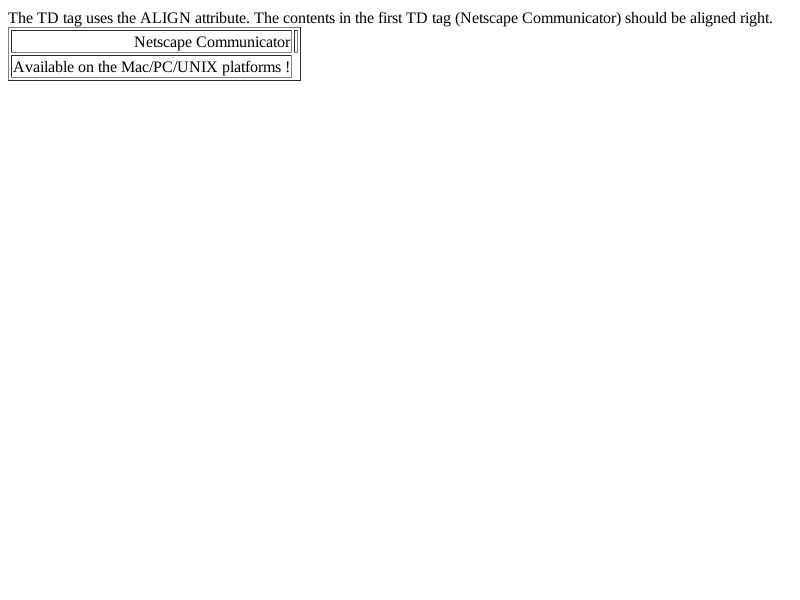 The TD tag uses the ALIGN attribute. The contents in the first TD tag (Netscape Communicator) should be aligned right.
Netscape Communicator
Available on the Mac/PC/UNIX platforms !